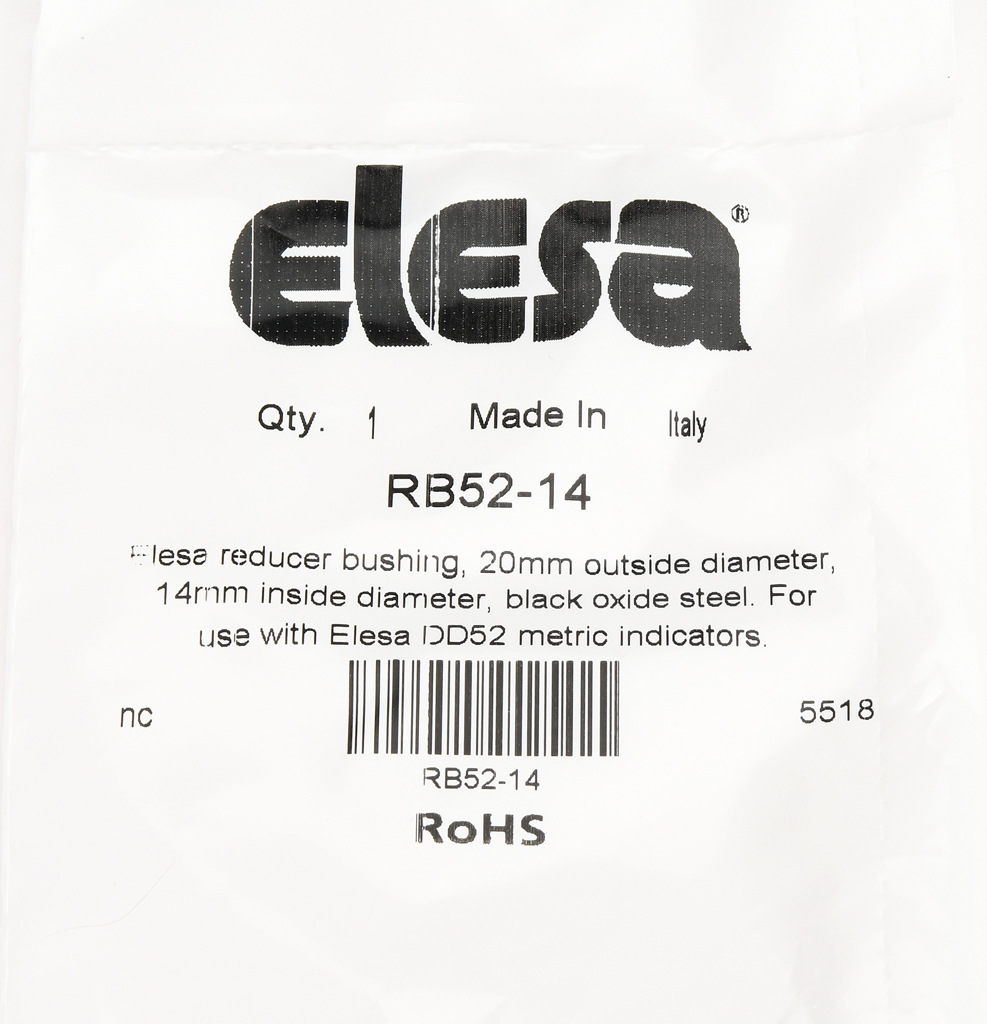 elesa®
Qty. 1 Made In Italy
RB52-14
Elesa reducer bushing, 20mm outside diameter,
14mm inside diameter, black oxide steel. For
use with Elesa DD52 metric indicators.
nc 5518
RB52-14
RoHS